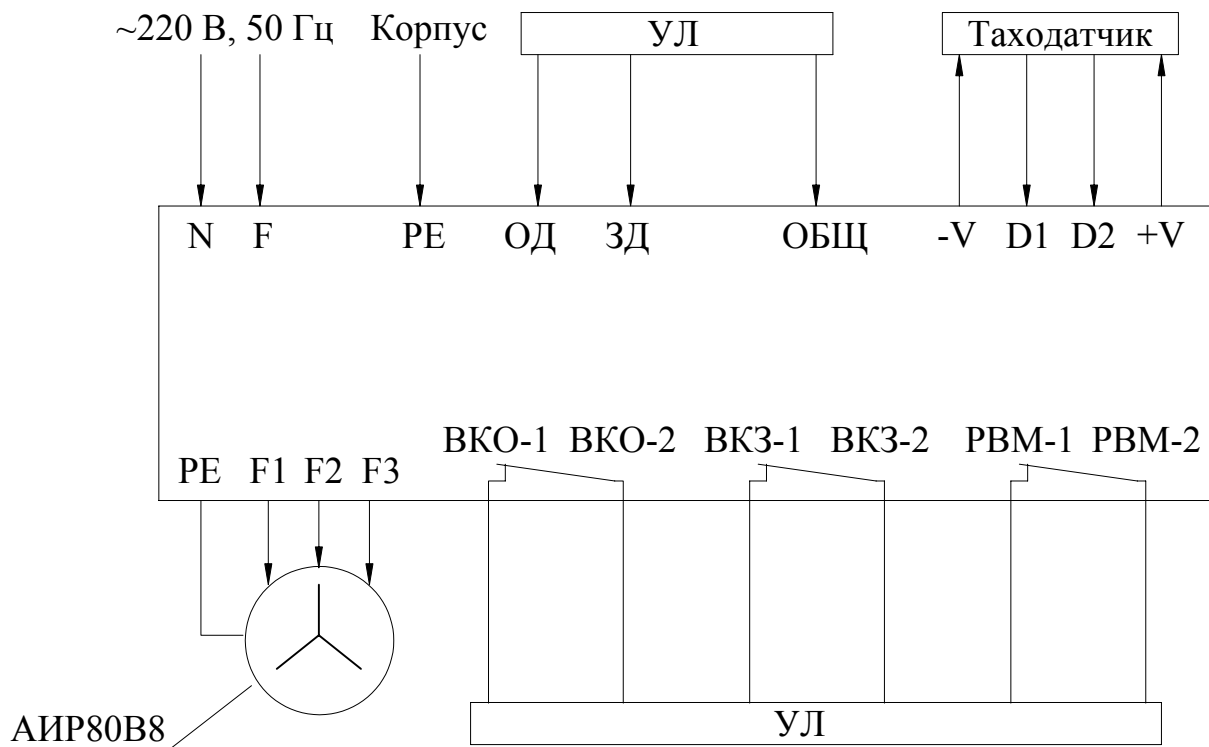 ~220 В, 50 Гц Корпус УЛ Таходатчик
N F PE ОД ЗД ОБЩ -V D1 D2 +V
ВКО-1 ВКО-2 ВКЗ-1 ВКЗ-2 РВМ-1 РВМ-2
PE F1 F2 F3
АИР80В8
УЛ